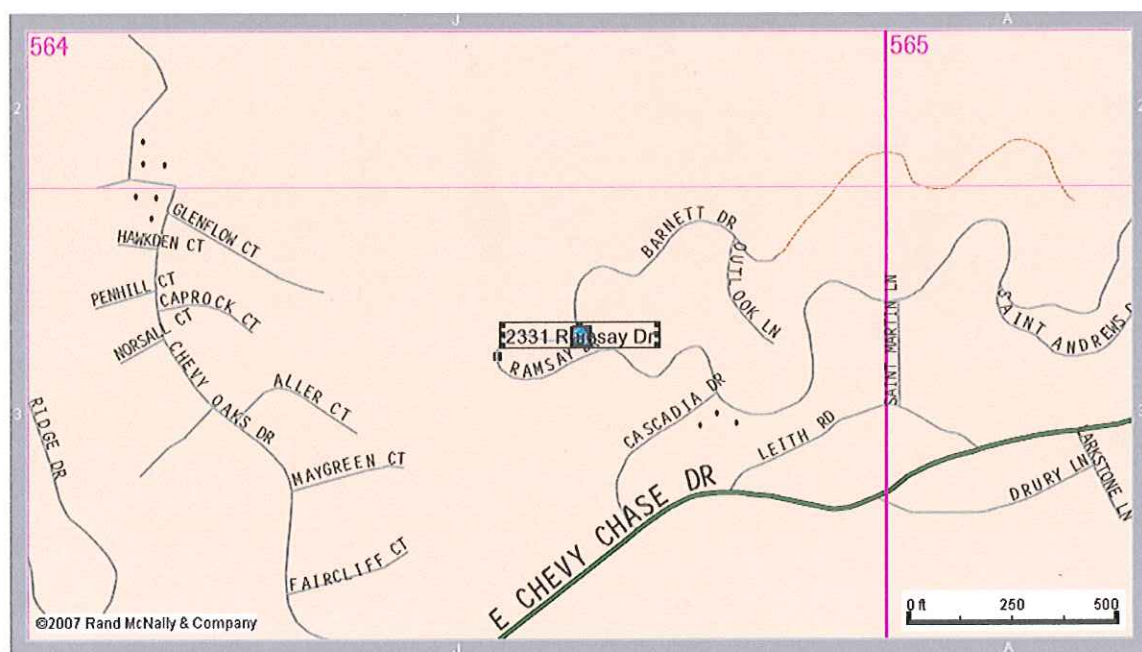 J
A
564
565
2
2
GLENFLOW CT
HAWKDEN CT
PENHILL CT
CAPROCK CT
NORSALL CT
CHEVY OAKS DR
ALLER CT
RIDGE DR
MAYGREEN CT
FAIRCLIFF CT
BARNETT DR
OUTLOOK LN
2331 Ramsay Dr
RAMSAY
CASCADIA DR
LEITH RD
SAINT MARTIN LN
SAINT ANDREWS
E CHEVY CHASE DR
DRURY LN
LARKSTONE LN
3
3
0 ft 250 500
©2007 Rand McNally & Company
J
A